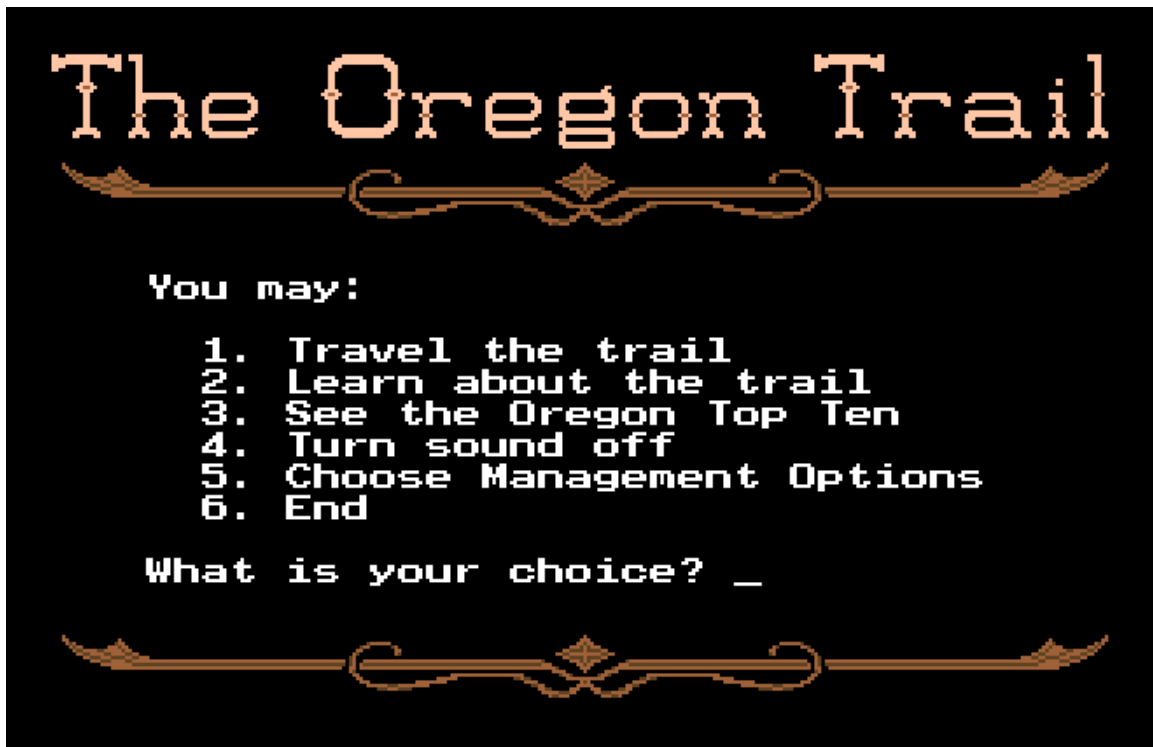 The Oregon Trail
You may:
1. Travel the trail
2. Learn about the trail
3. See the Oregon Top Ten
4. Turn sound off
5. Choose Management Options
6. End
What is your choice? _